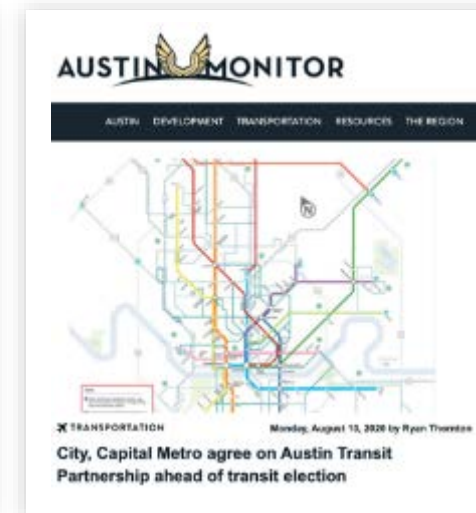 AUSTIN MONITOR
AUSTIN DEVELOPMENT TRANSPORTATION RESOURCES THE REGION
N
TRANSPORTATION Monday, August 13, 2020 by Ryan Thornton
City, Capital Metro agree on Austin Transit
Partnership ahead of transit election